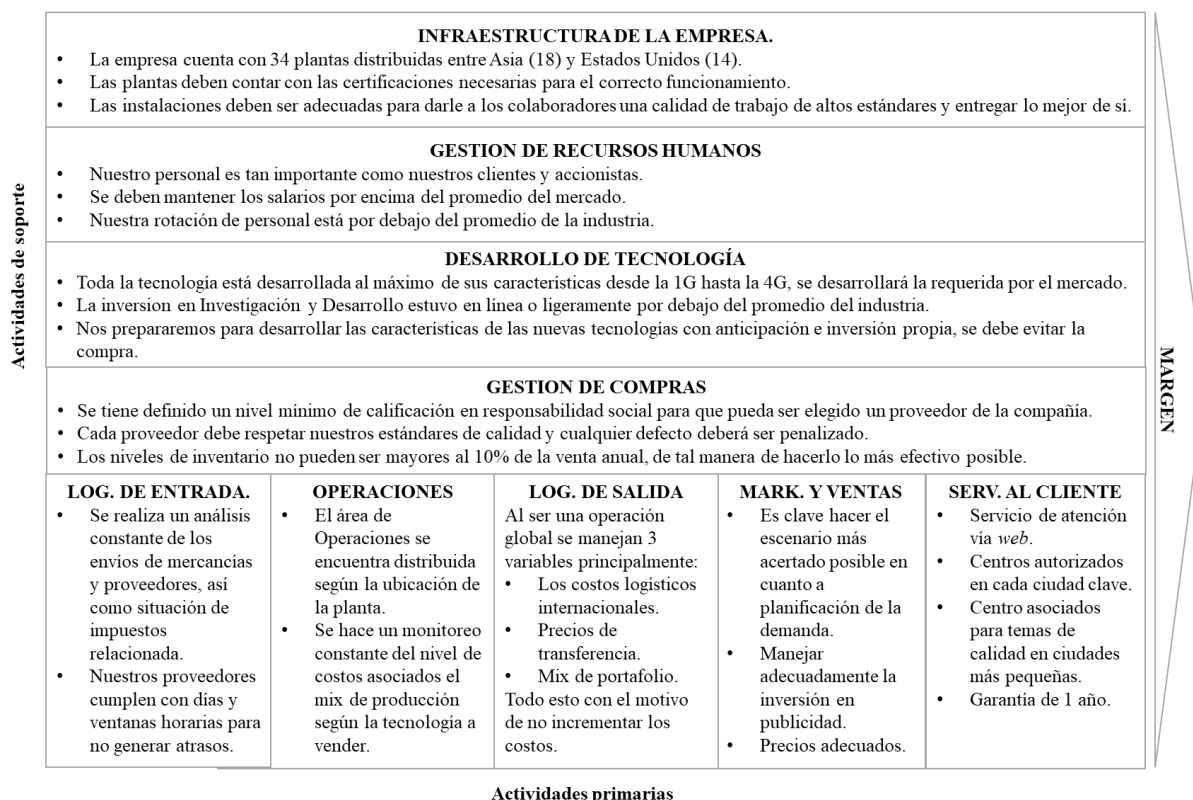 INFRAESTRUCTURA DE LA EMPRESA.
• La empresa cuenta con 34 plantas distribuidas entre Asia (18) y Estados Unidos (14).
• Las plantas deben contar con las certificaciones necesarias para el correcto funcionamiento.
• Las instalaciones deben ser adecuadas para darle a los colaboradores una calidad de trabajo de altos estándares y entregar lo mejor de sí.
GESTION DE RECURSOS HUMANOS
• Nuestro personal es tan importante como nuestros clientes y accionistas.
• Se deben mantener los salarios por encima del promedio del mercado.
• Nuestra rotación de personal está por debajo del promedio de la industria.
Actividades de soporte
DESARROLLO DE TECNOLOGÍA
• Toda la tecnología está desarrollada al máximo de sus características desde la 1G hasta la 4G, se desarrollará la requerida por el mercado.
• La inversion en Investigación y Desarrollo estuvo en línea o ligeramente por debajo del promedio del industria.
• Nos prepararemos para desarrollar las características de las nuevas tecnologías con anticipación e inversión propia, se debe evitar la
compra.
GESTION DE COMPRAS
• Se tiene definido un nivel mínimo de calificación en responsabilidad social para que pueda ser elegido un proveedor de la compañía.
• Cada proveedor debe respetar nuestros estándares de calidad y cualquier defecto deberá ser penalizado.
• Los niveles de inventario no pueden ser mayores al 10% de la venta anual, de tal manera de hacerlo lo más efectivo posible.
MARGEN
LOG. DE ENTRADA.
• Se realiza un análisis
constante de los
envíos de mercancías
y proveedores, así
como situación de
impuestos
relacionada.
• Nuestros proveedores
cumplen con días y
ventanas horarias para
no generar atrasos.
OPERACIONES
• El área de
Operaciones se
encuentra distribuida
según la ubicación de
la planta.
• Se hace un monitoreo
constante del nivel de
costos asociados el
mix de producción
según la tecnología a
vender.
LOG. DE SALIDA
Al ser una operación
global se manejan 3
variables principalmente:
• Los costos logísticos
internacionales.
• Precios de
transferencia.
• Mix de portafolio.
Todo esto con el motivo
de no incrementar los
costos.
MARK. Y VENTAS
• Es clave hacer el
escenario más
acertado posible en
cuanto a
planificación de la
demanda.
• Manejar
adecuadamente la
inversión en
publicidad.
• Precios adecuados.
SERV. AL CLIENTE
• Servicio de atención
vía web.
• Centros autorizados
en cada ciudad clave.
• Centro asociados
para temas de
calidad en ciudades
más pequeñas.
• Garantía de 1 año.
Actividades primarias